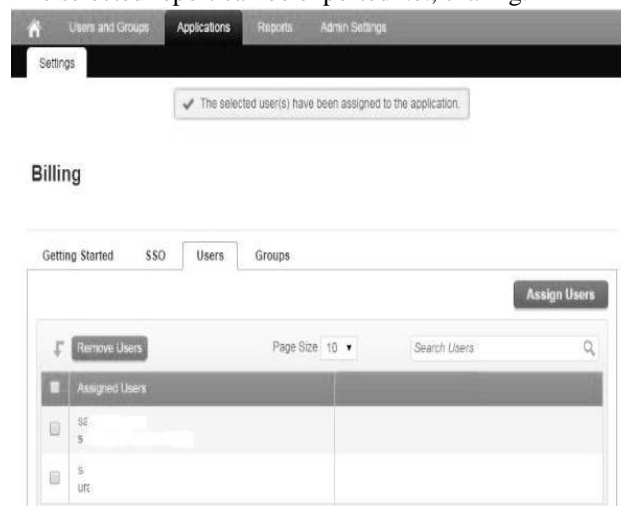 Users and Groups Applications Reports Admin Settings
Settings
✔ The selected user(s) have been assigned to the application.
Billing
Getting Started SSO Users Groups
Assign Users
Remove Users Page Size 10 Search Users
Assigned Users
s
s